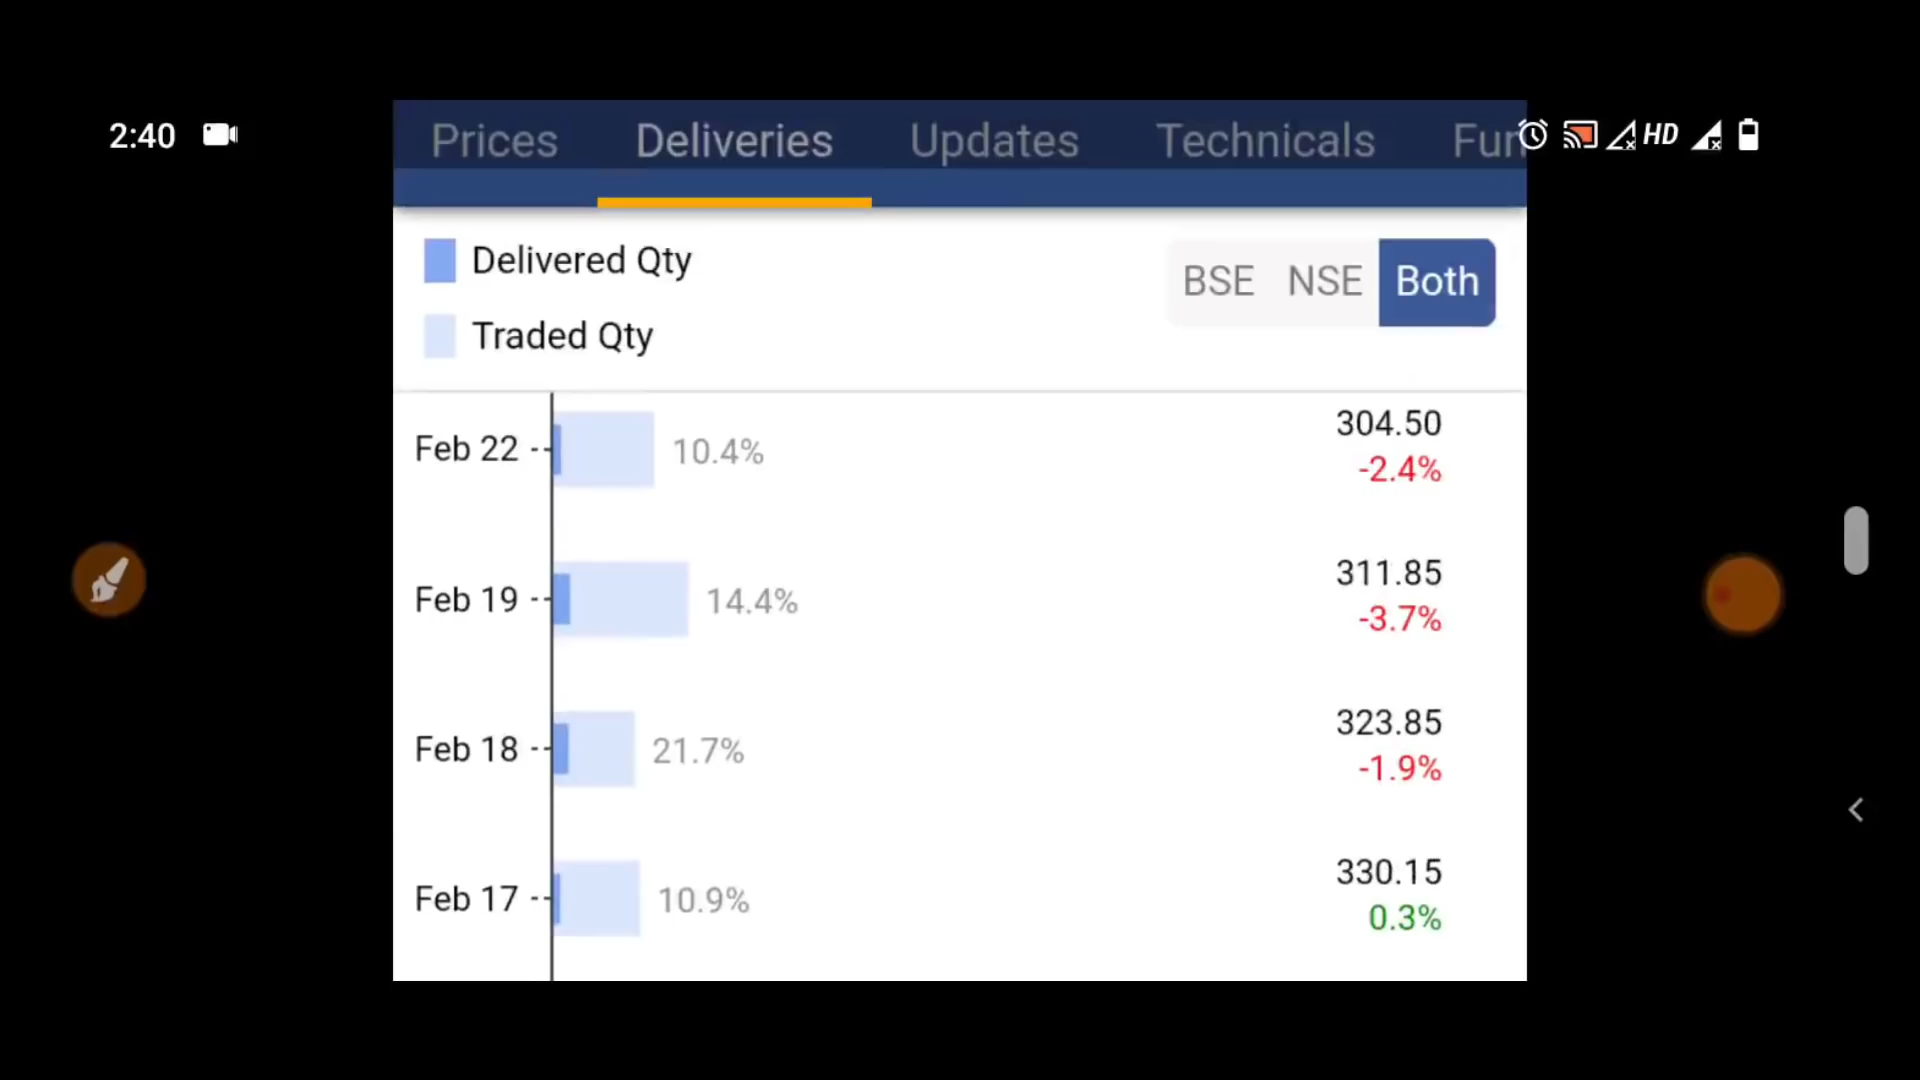 2:40
HD
Prices Deliveries Updates Technicals Fun
Delivered Qty
Traded Qty
BSE NSE Both
Feb 22 10.4% 304.50
-2.4%
Feb 19 14.4% 311.85
-3.7%
Feb 18 21.7% 323.85
-1.9%
Feb 17 10.9% 330.15
0.3%